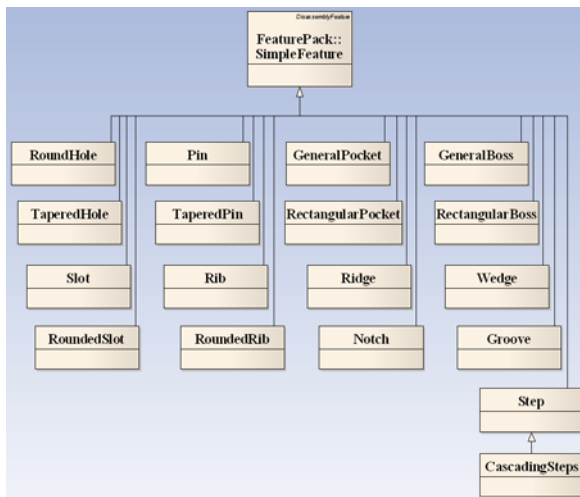 DisassemblyFeature
FeaturePack::
SimpleFeature
RoundHole
Pin
GeneralPocket
GeneralBoss
TaperedHole
TaperedPin
RectangularPocket
RectangularBoss
Slot
Rib
Ridge
Wedge
RoundedSlot
RoundedRib
Notch
Groove
Step
CascadingSteps